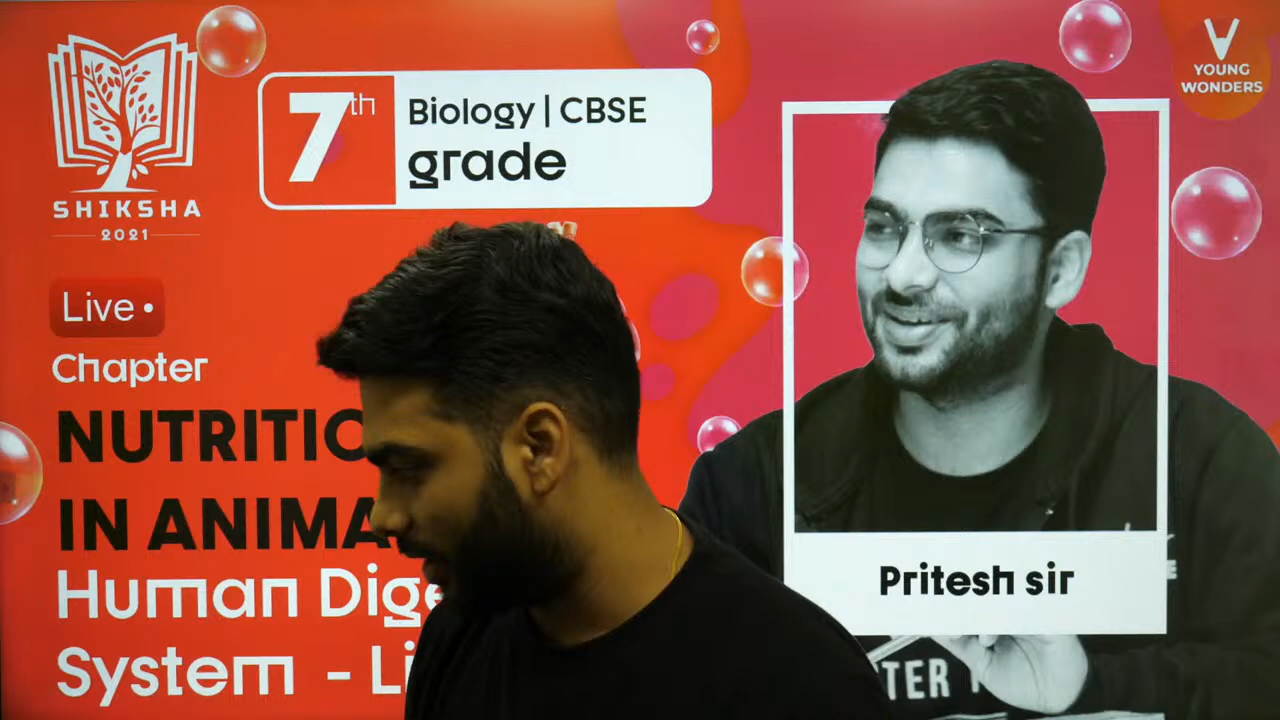 SHIKSHA
2021
7th
Biology | CBSE
grade
YOUNG
WONDERS
Live •
Chapter
NUTRITIO
IN ANIMA
Human Dige
System - Li
Pritesh sir
TER